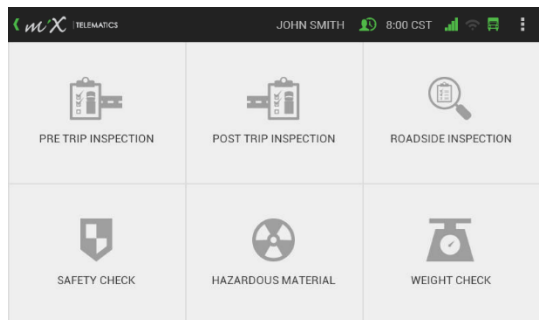 mix TELEMATICS
JOHN SMITH 8:00 CST
PRE TRIP INSPECTION
POST TRIP INSPECTION
ROADSIDE INSPECTION
SAFETY CHECK
HAZARDOUS MATERIAL
WEIGHT CHECK